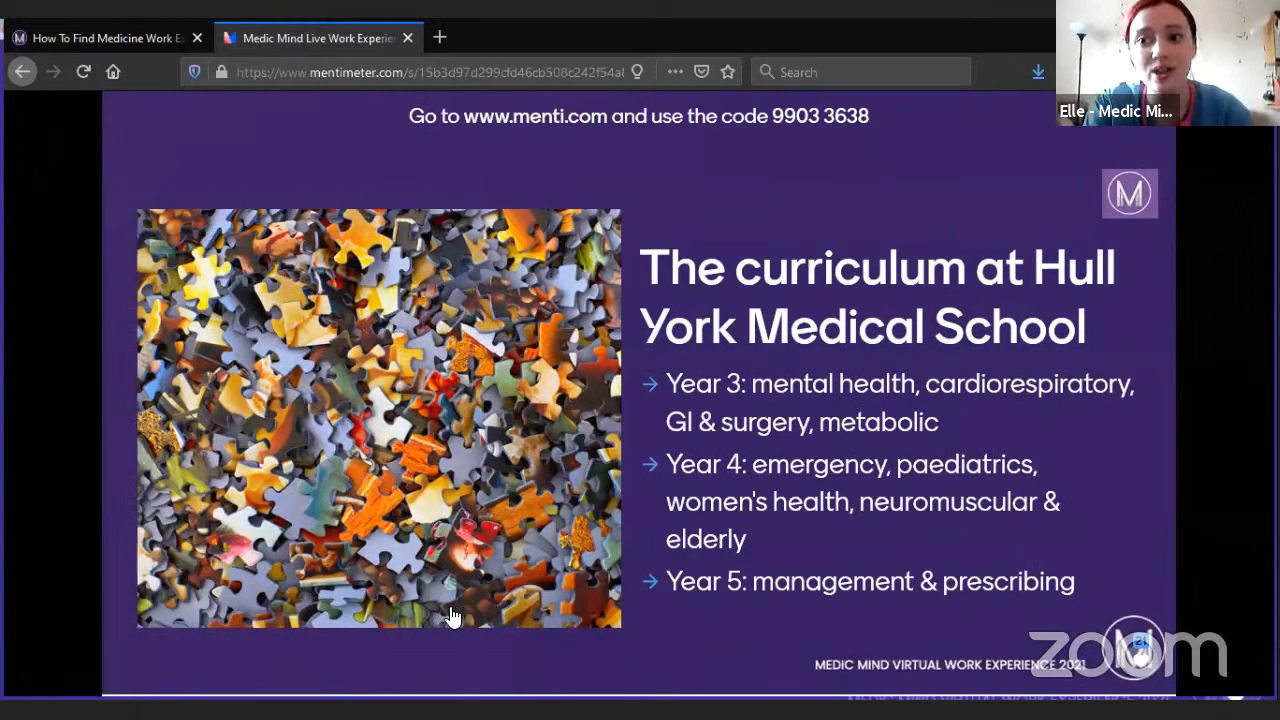 How To Find Medicine Work E
Medic Mind Live Work Experie
https://www.mentimeter.com/s/15b3d97d299cfd46cb508c242f54a
Search
Elle - Medic Mi...
Go to www.menti.com and use the code 9903 3638
M
The curriculum at Hull
York Medical School
→ Year 3: mental health, cardiorespiratory,
GI & surgery, metabolic
→ Year 4: emergency, paediatrics,
women's health, neuromuscular &
elderly
→ Year 5: management & prescribing
MEDIC MIND VIRTUAL WORK EXPERIENCE 2021
zoom